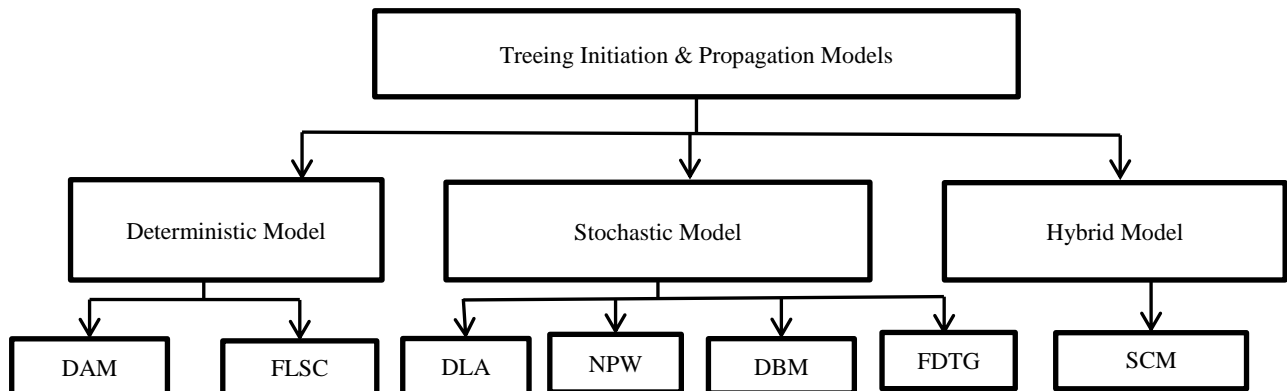 Treeing Initiation & Propagation Models
Deterministic Model
Stochastic Model
Hybrid Model
DAM
FLSC
DLA
NPW
DBM
FDTG
SCM